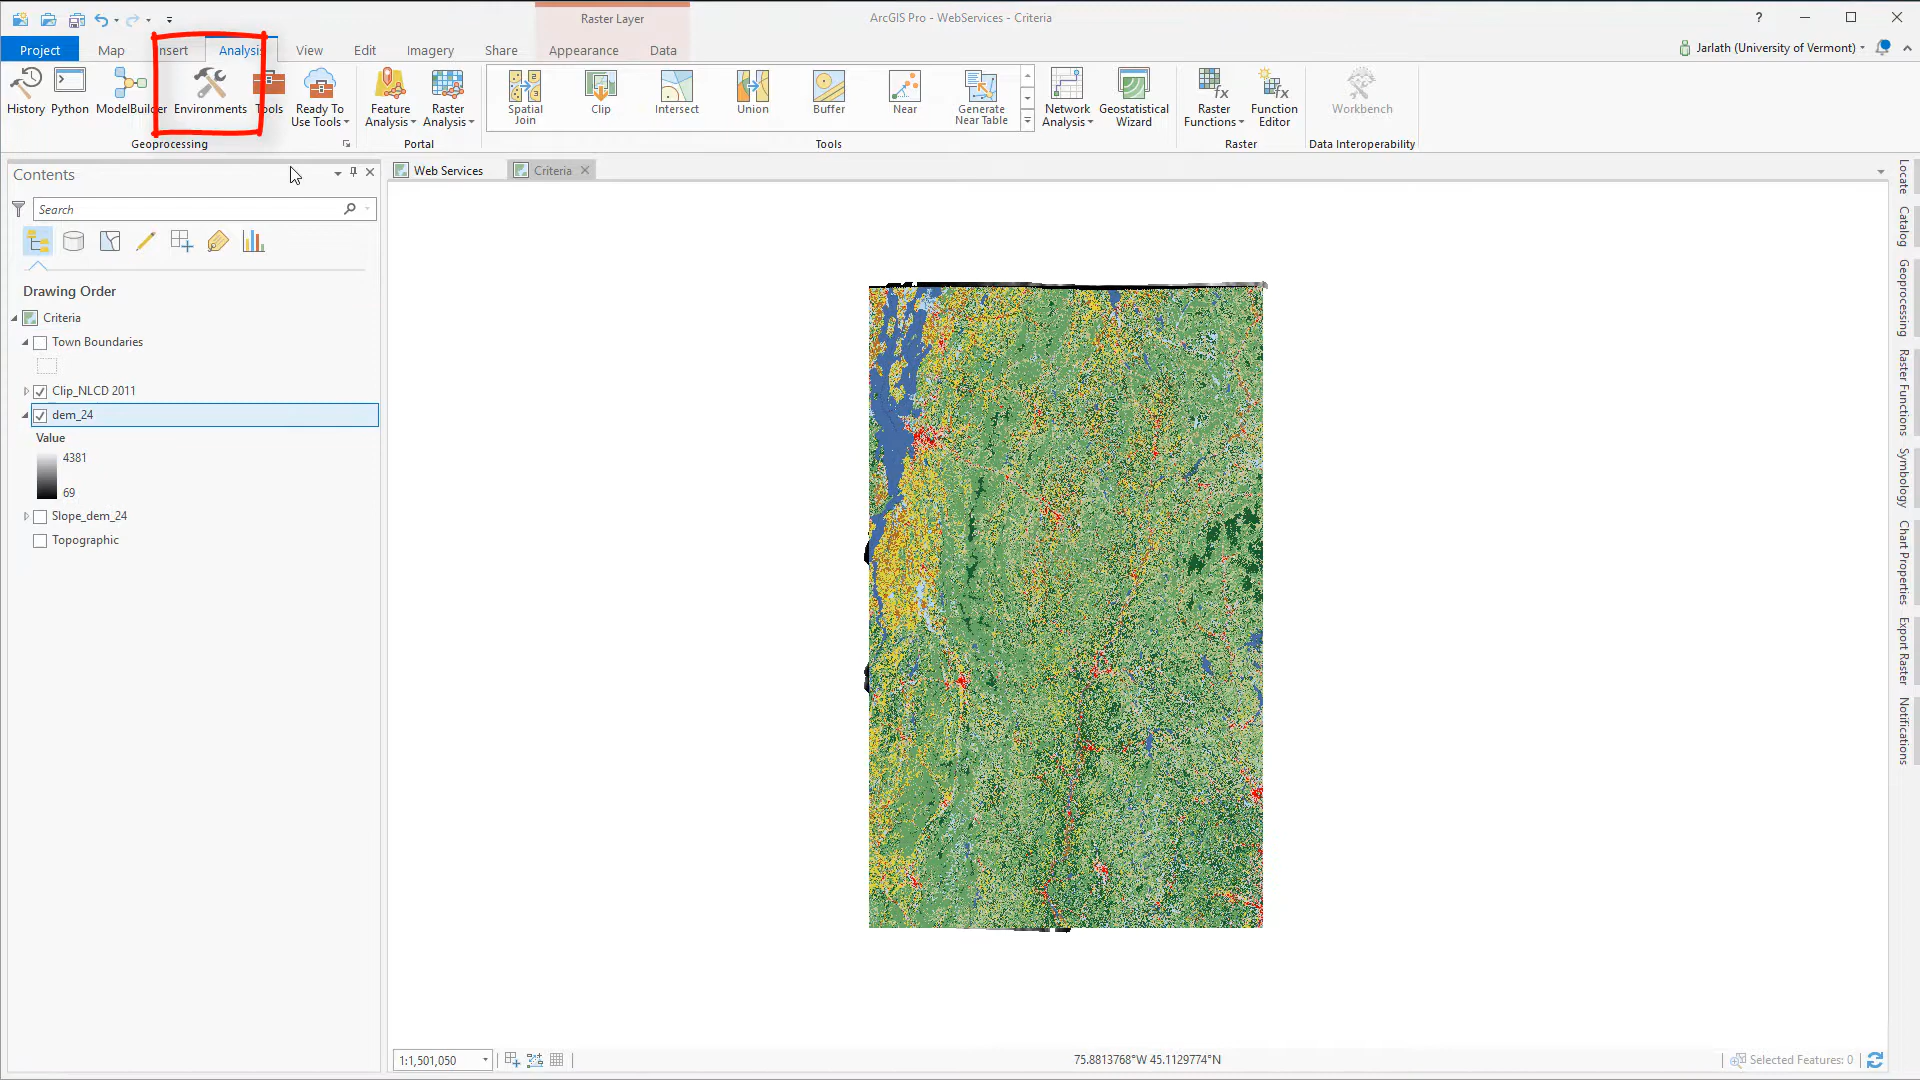 Raster Layer
ArcGIS Pro - WebServices - Criteria
?
Project
Map
Insert
Analysis
View
Edit
Imagery
Share
Appearance
Data
Jarlath (University of Vermont)
History
Python
ModelBuilder
Environments
Tools
Ready To
Use Tools
Feature
Analysis
Raster
Analysis
Spatial
Join
Clip
Intersect
Union
Buffer
Near
Generate
Near Table
Network
Analysis
Geostatistical
Wizard
Raster
Functions
Function
Editor
Workbench
Geoprocessing
Portal
Tools
Raster
Data Interoperability
Contents
Search
Drawing Order
Criteria
Town Boundaries
Clip_NLCD 2011
dem_24
Value
4381
69
Slope_dem_24
Topographic
Web Services
Criteria
Locate
Catalog
Geoprocessing
Raster Functions
Symbology
Chart Properties
Export Raster
Notifications
1:1,501,050
75.8813768°W 45.1129774°N
Selected Features: 0